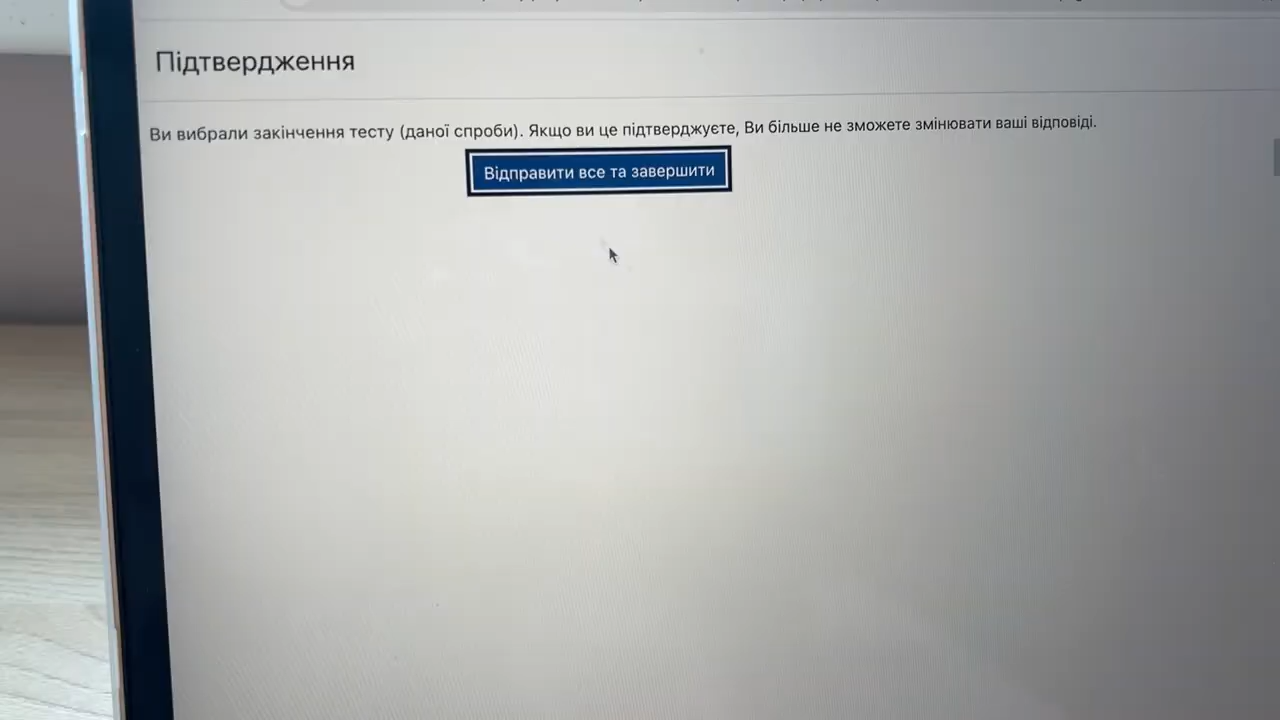 Підтвердження
Ви вибрали закінчення тесту (даної спроби). Якщо ви це підтверджуєте, Ви більше не зможете змінювати ваші відповіді.
Відправити все та завершити